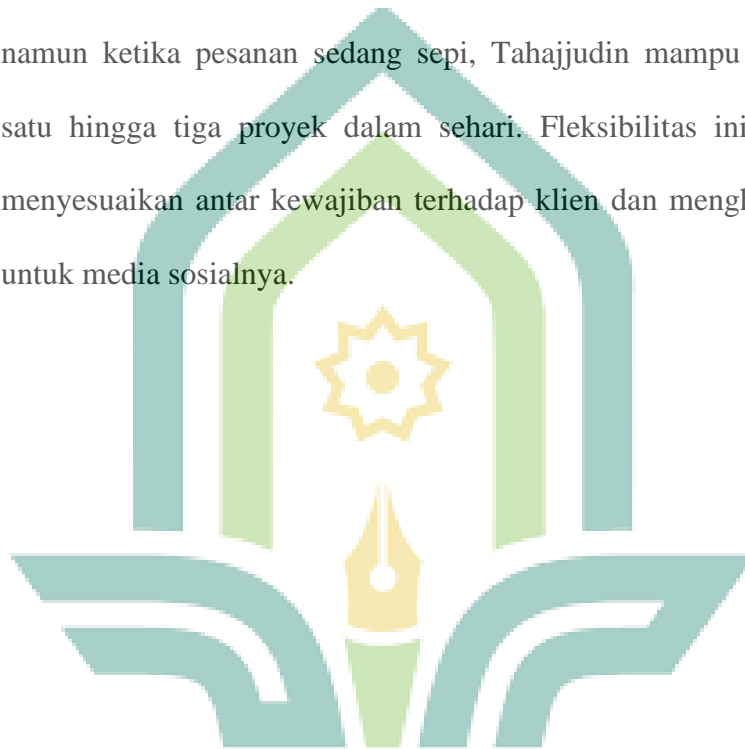 namun ketika pesanan sedang sepi, Tahajjudin mampu
satu hingga tiga proyek dalam sehari. Fleksibilitas ini
menyesuaikan antar kewajiban terhadap klien dan
untuk media sosialnya.